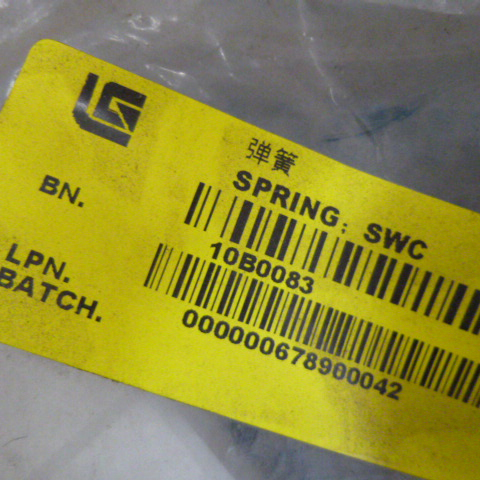 弹簧
SPRING; SWC
BN.
10B0083
LPN.
BATCH.
000000678900042